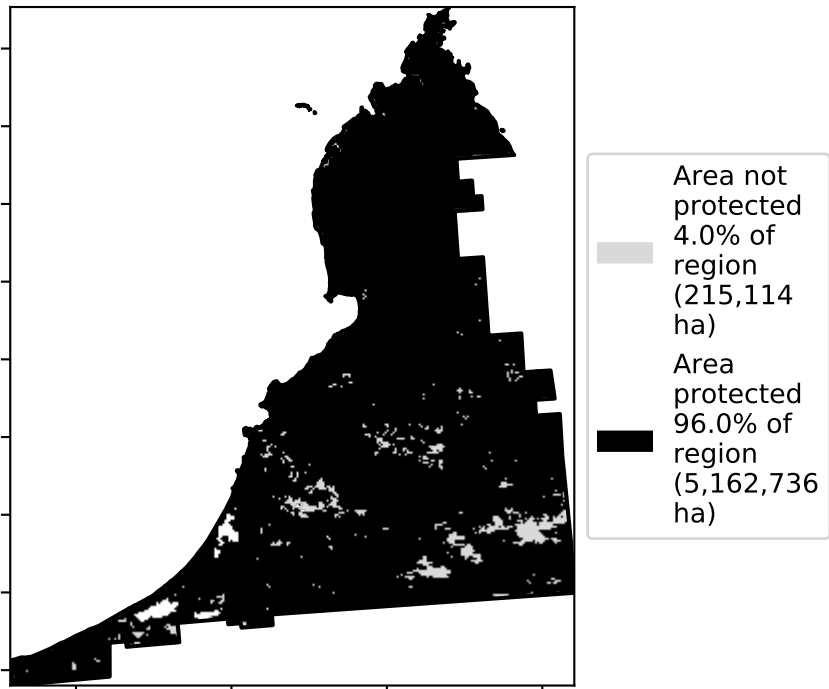 Area not
protected
4.0% of
region
(215,114
ha)
Area
protected
96.0% of
region
(5,162,736
ha)